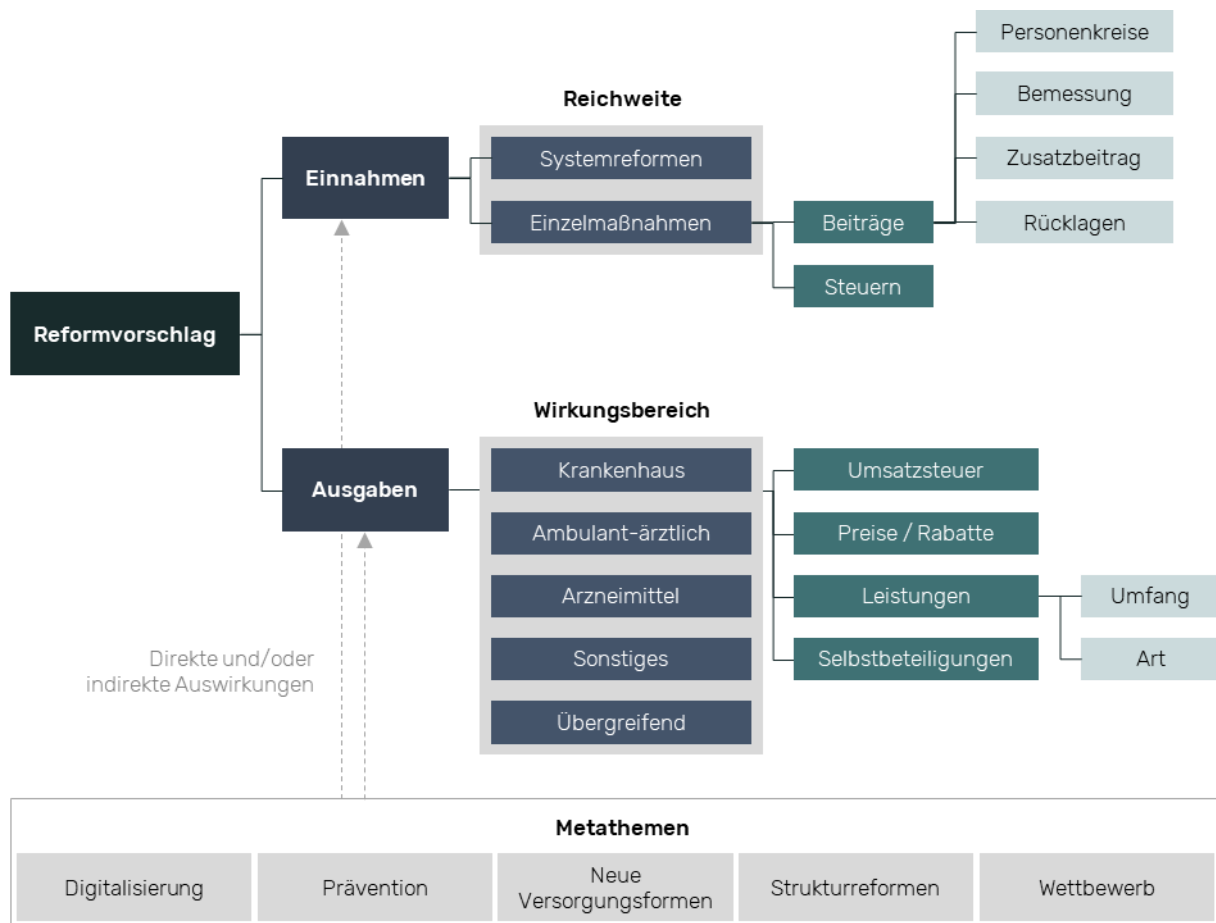 Personenkreise
Reichweite
Bemessung
Einnahmen
Systemreformen
Zusatzbeitrag
Einzelmaßnahmen
Beiträge
Rücklagen
Steuern
Reformvorschlag
Wirkungsbereich
Ausgaben
Krankenhaus
Umsatzsteuer
Ambulant-ärztlich
Preise / Rabatte
Arzneimittel
Leistungen
Umfang
Sonstiges
Selbstbeteiligungen
Art
Übergreifend
Direkte und/oder
indirekte Auswirkungen
Metathemen
Digitalisierung
Prävention
Neue
Versorgungsformen
Strukturreformen
Wettbewerb